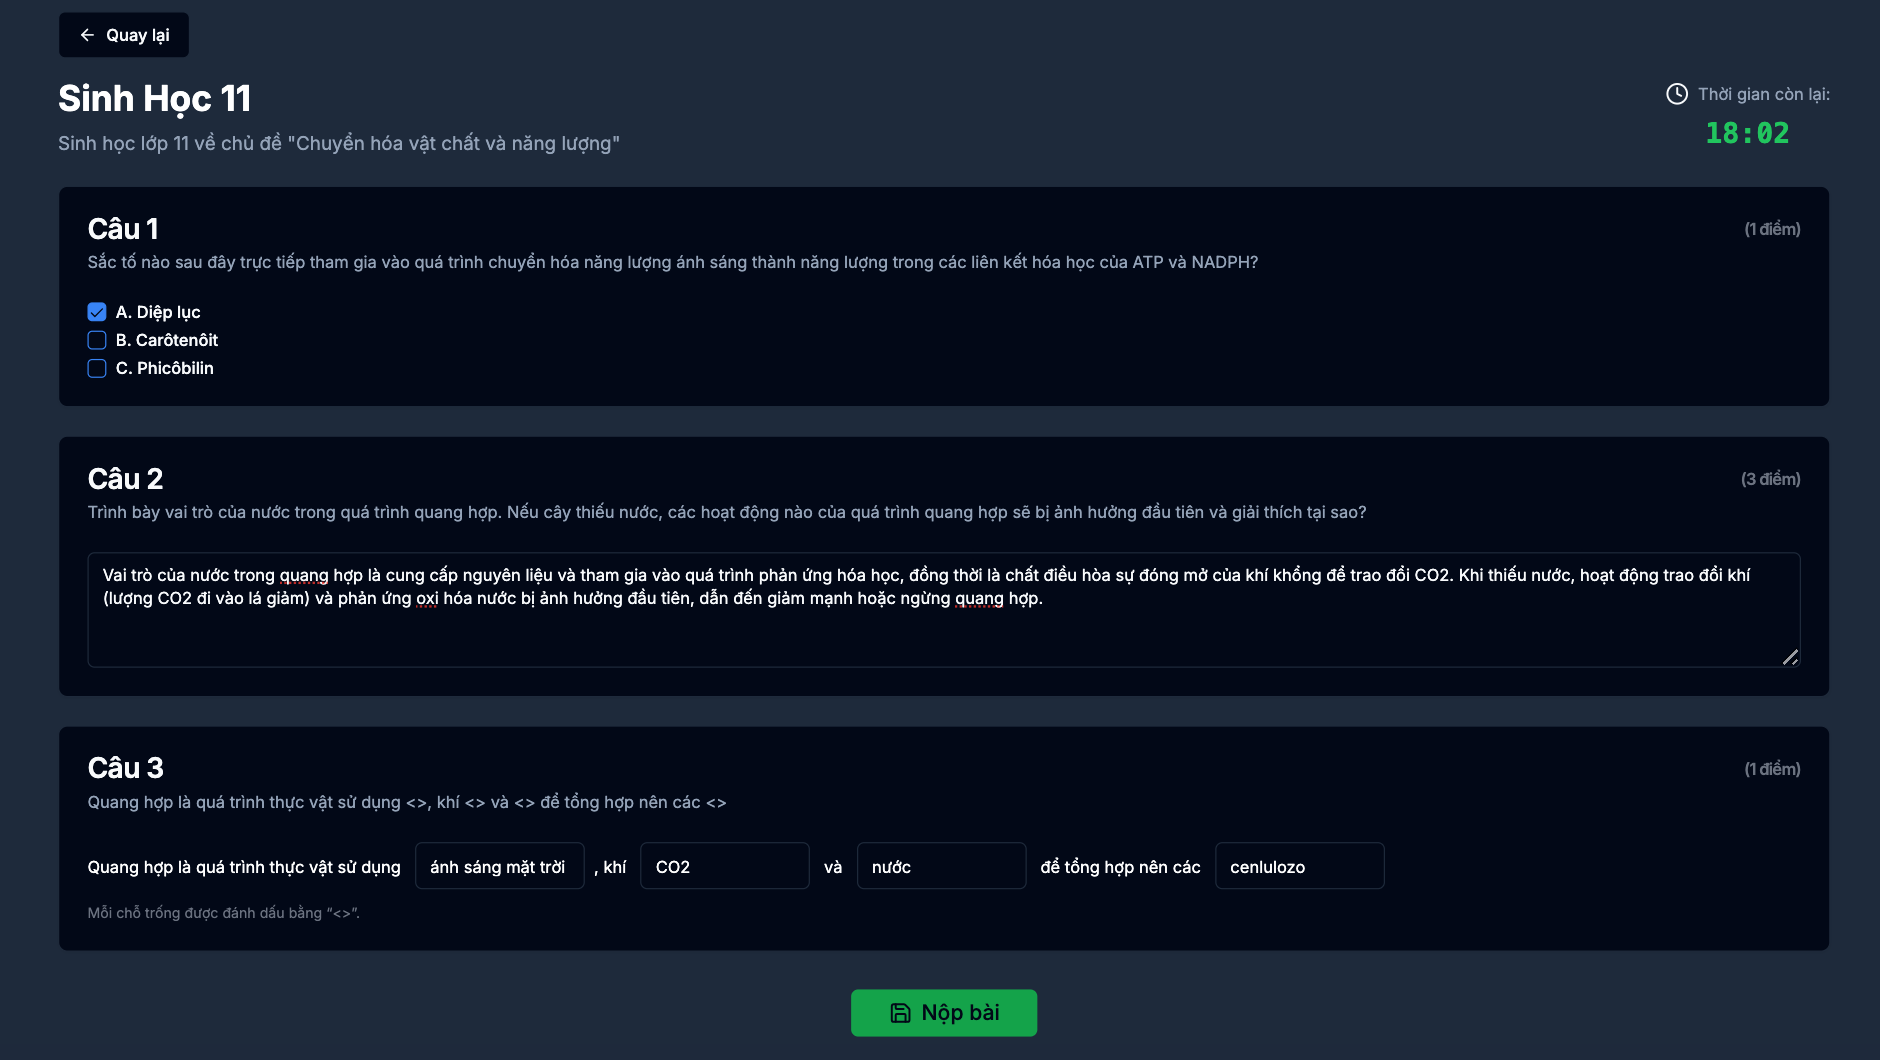 Quay lại
Sinh Học 11
Sinh học lớp 11 về chủ đề "Chuyển hóa vật chất và năng lượng"
Thời gian còn lại:
18:02
Câu 1
(1 điểm)
Sắc tố nào sau đây trực tiếp tham gia vào quá trình chuyển hóa năng lượng ánh sáng thành năng lượng trong các liên kết hóa học của ATP và NADPH?
A. Diệp lục
B. Carôtenôit
C. Phicôbilin
Câu 2
(3 điểm)
Trình bày vai trò của nước trong quá trình quang hợp. Nếu cây thiếu nước, các hoạt động nào của quá trình quang hợp sẽ bị ảnh hưởng đầu tiên và giải thích tại sao?
Vai trò của nước trong quang hợp là cung cấp nguyên liệu và tham gia vào quá trình phản ứng hóa học, đồng thời là chất điều hòa sự đóng mở của khí khổng để trao đổi CO2. Khi thiếu nước, hoạt động trao đổi khí
(lượng CO2 đi vào lá giảm) và phản ứng oxi hóa nước bị ảnh hưởng đầu tiên, dẫn đến giảm mạnh hoặc ngừng quang hợp.
Câu 3
(1 điểm)
Quang hợp là quá trình thực vật sử dụng <>, khí <> và <> để tổng hợp nên các <>
Quang hợp là quá trình thực vật sử dụng ánh sáng mặt trời , khí CO2 và nước để tổng hợp nên các cenlulozo
Mỗi chỗ trống được đánh dấu bằng “<>”.
Nộp bài